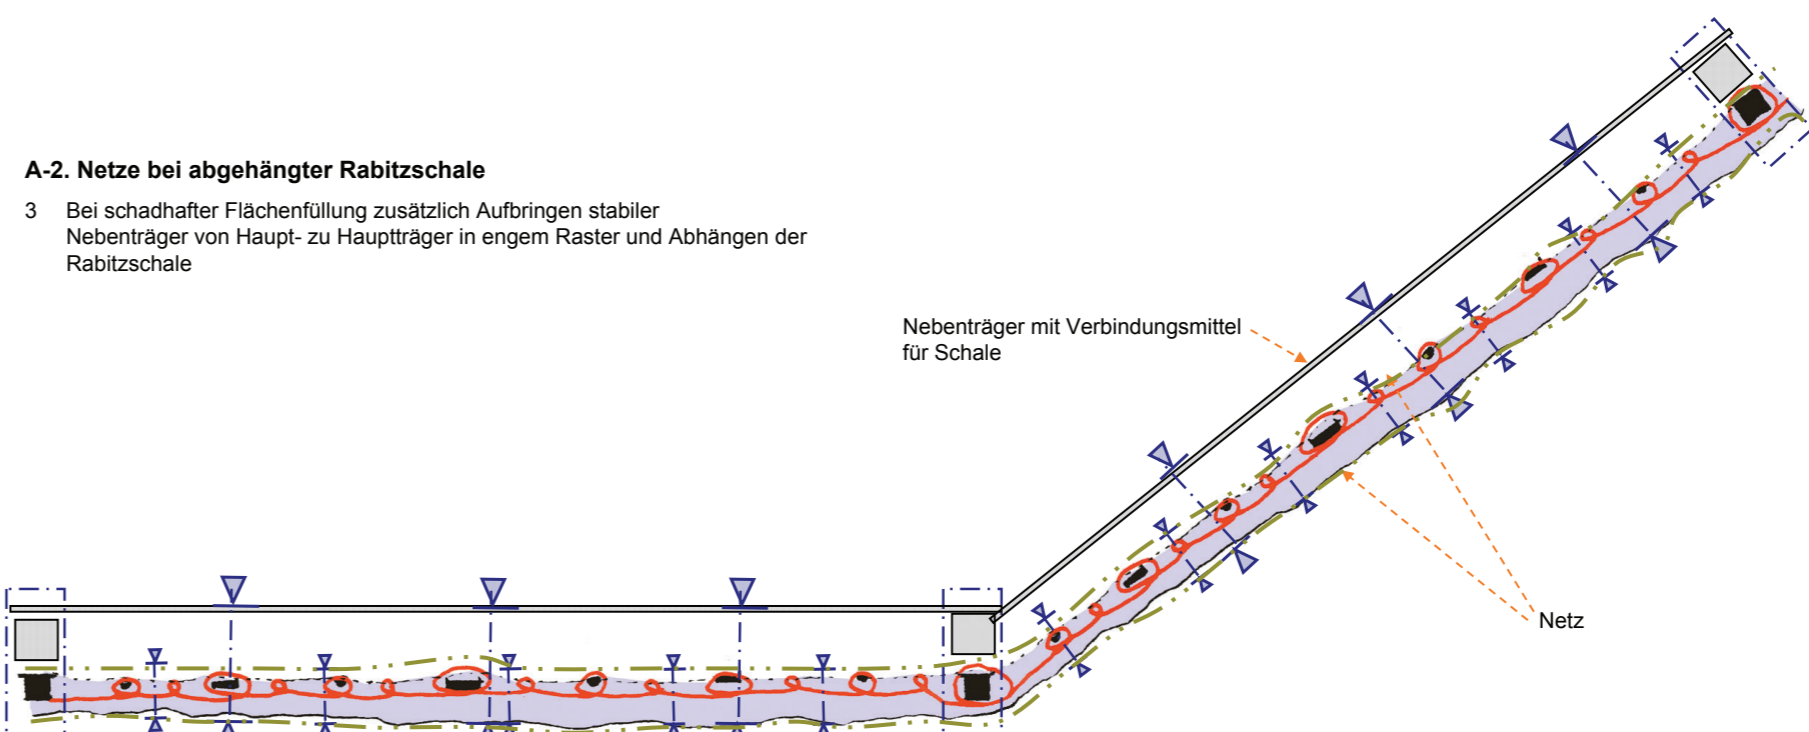 A-2. Netze bei abgehängter Rabitzschale
3 Bei schadhafter Flächenfüllung zusätzlich Aufbringen stabiler
Nebenträger von Haupt- zu Hauptträger in engem Raster und Abhängen der
Rabitzschale
Nebenträger mit Verbindungsmittel
für Schale
Netz